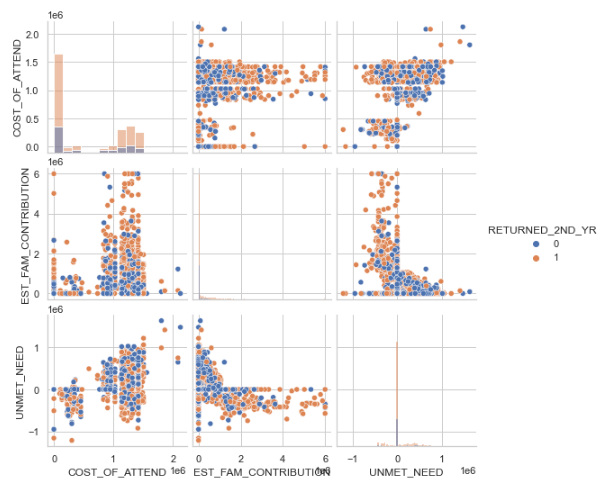 1e6
2.0
1.5
1.0
0.5
0.0
COST_OF_ATTEND
1e6
6
4
2
0
EST_FAM_CONTRIBUTION
RETURNED_2ND_YR
0
1
1e6
1
0
−1
UNMET_NEED
0 1 2 0 2 4 6 −1 0 1
1e6 1e6 1e6
COST_OF_ATTEND EST_FAM_CONTRIBUTION UNMET_NEED